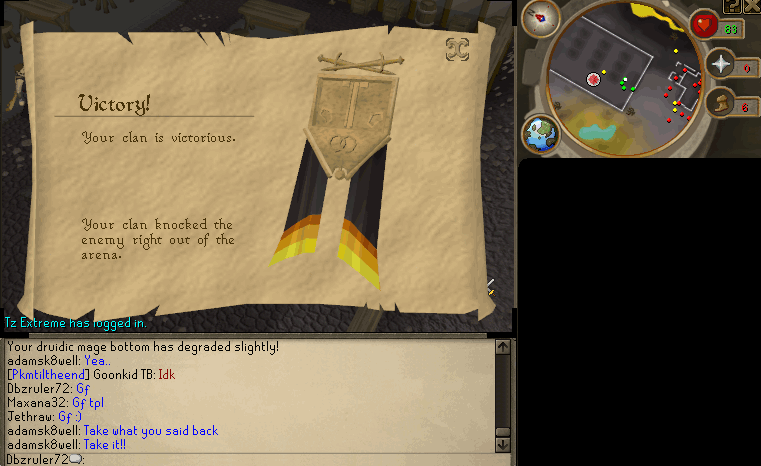 Victory!
Your clan is victorious.
Your clan knocked the
enemy right out of the
arena.
Tz Extreme has logged in.
Your druidic mage bottom has degraded slightly!
adamsk8well: Yea..
[Pkmtiltheend] Goonkid TB: Idk
Dbzruler72: Gf
Maxana32: Gf tpl
Jethraw: Gf :)
adamsk8well: Take what you said back
adamsk8well: Take it!!
Dbzruler72:
?
83
0
6